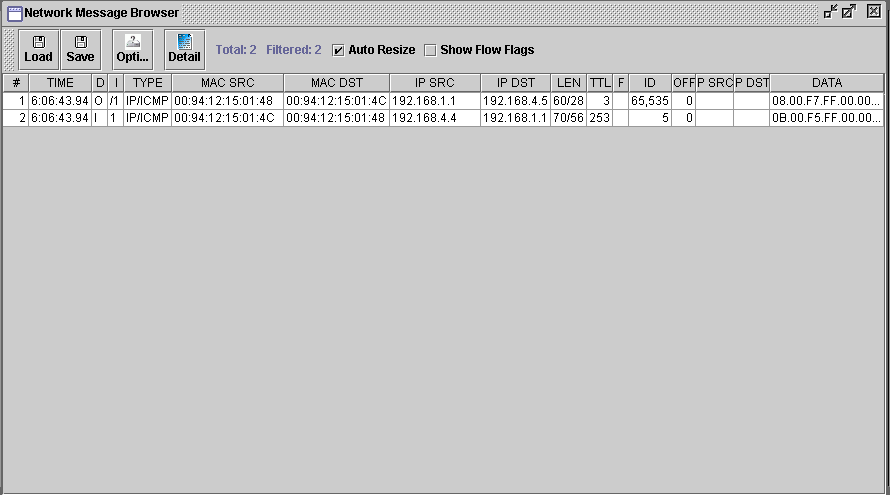 Network Message Browser
Load Save Opti... Detail Total: 2 Filtered: 2 Auto Resize Show Flow Flags
# TIME D I TYPE MAC SRC MAC DST IP SRC IP DST LEN TTL F ID OFF P SRC P DST DATA
1 6:06:43.94 O /1 IP/ICMP 00:94:12:15:01:48 00:94:12:15:01:4C 192.168.1.1 192.168.4.5 60/28 3 65,535 0 08.00.F7.FF.00.00...
2 6:06:43.94 I 1 IP/ICMP 00:94:12:15:01:4C 00:94:12:15:01:48 192.168.4.4 192.168.1.1 70/56 253 5 0 0B.00.F5.FF.00.00...